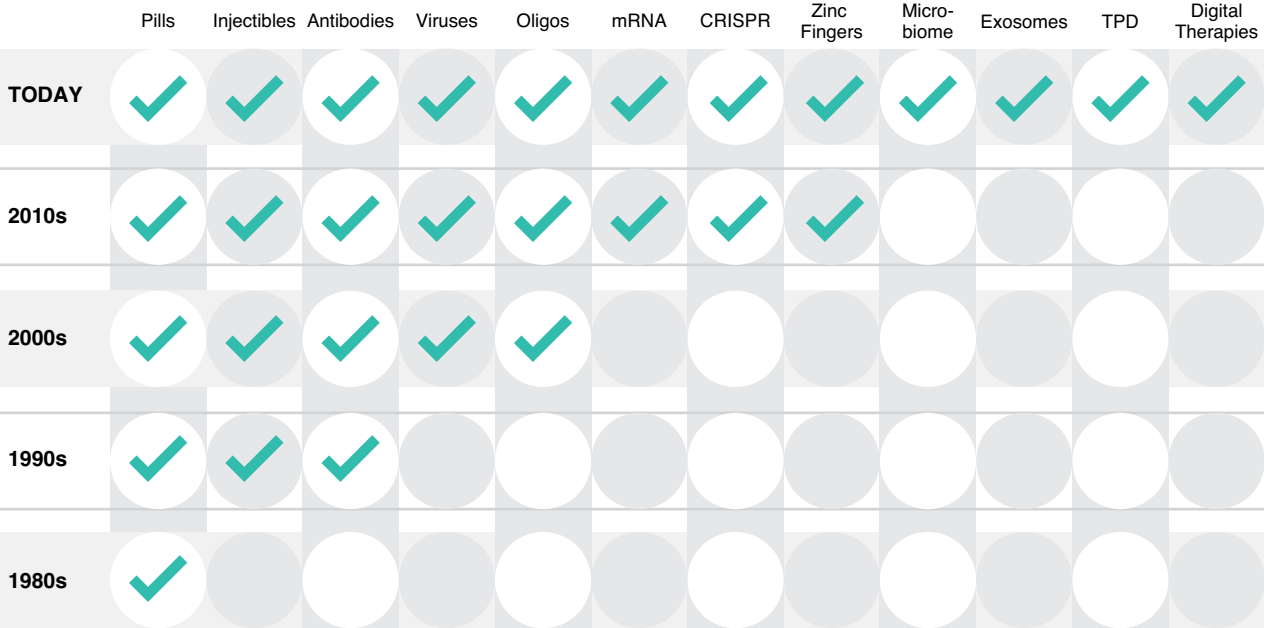 Pills Injectibles Antibodies Viruses Oligos mRNA CRISPR Zinc Fingers Micro-biome Exosomes TPD Digital Therapies
TODAY
2010s
2000s
1990s
1980s